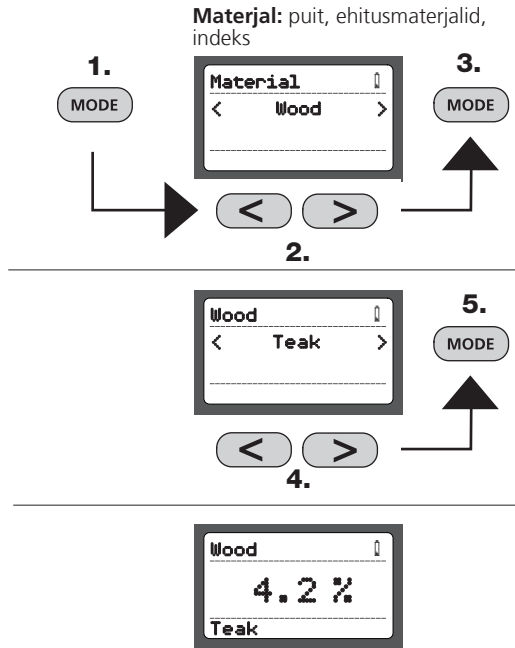 Materjal: puit, ehitusmaterjalid,
indeks
1.
MODE
Material
< Wood >
3.
MODE
< >
2.
Wood
< Teak >
5.
MODE
< >
4.
Wood
4.2 %
Teak